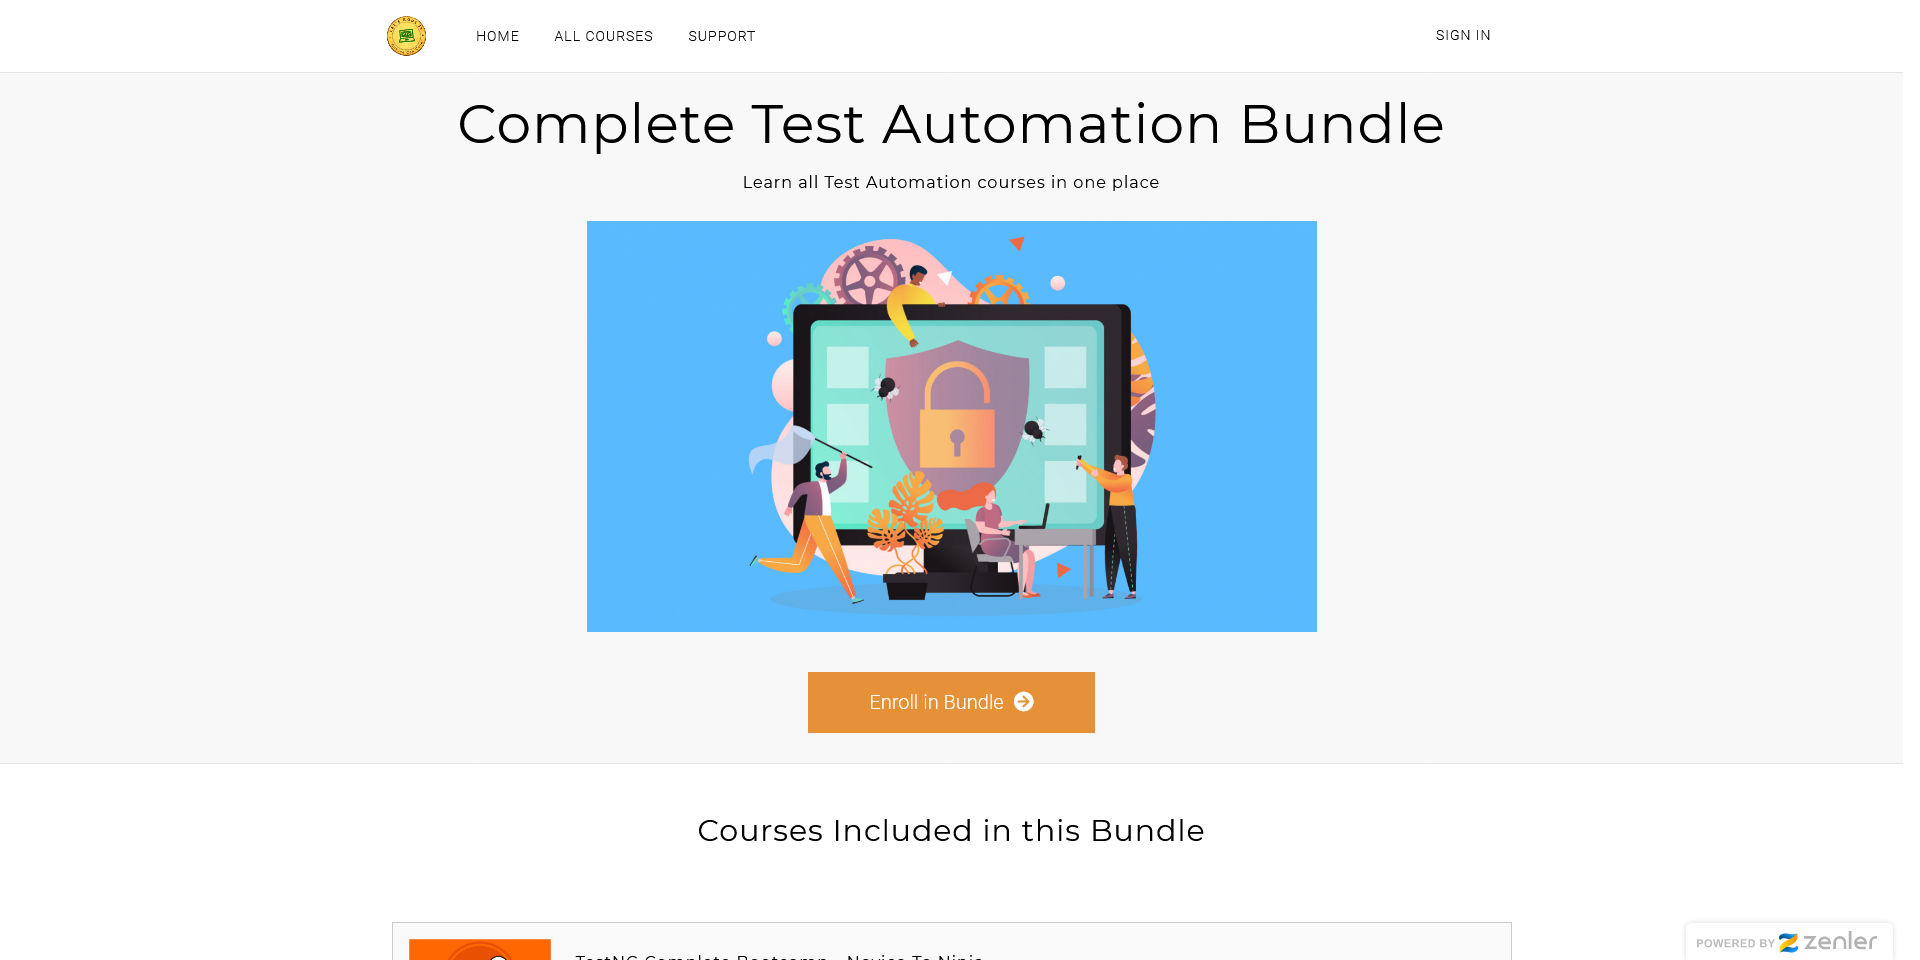 HOME ALL COURSES SUPPORT SIGN IN
Complete Test Automation Bundle
Learn all Test Automation courses in one place
Enroll in Bundle
Courses Included in this Bundle
TestNG Complete Bootcamp - Novice To Ninja
POWERED BY zenler